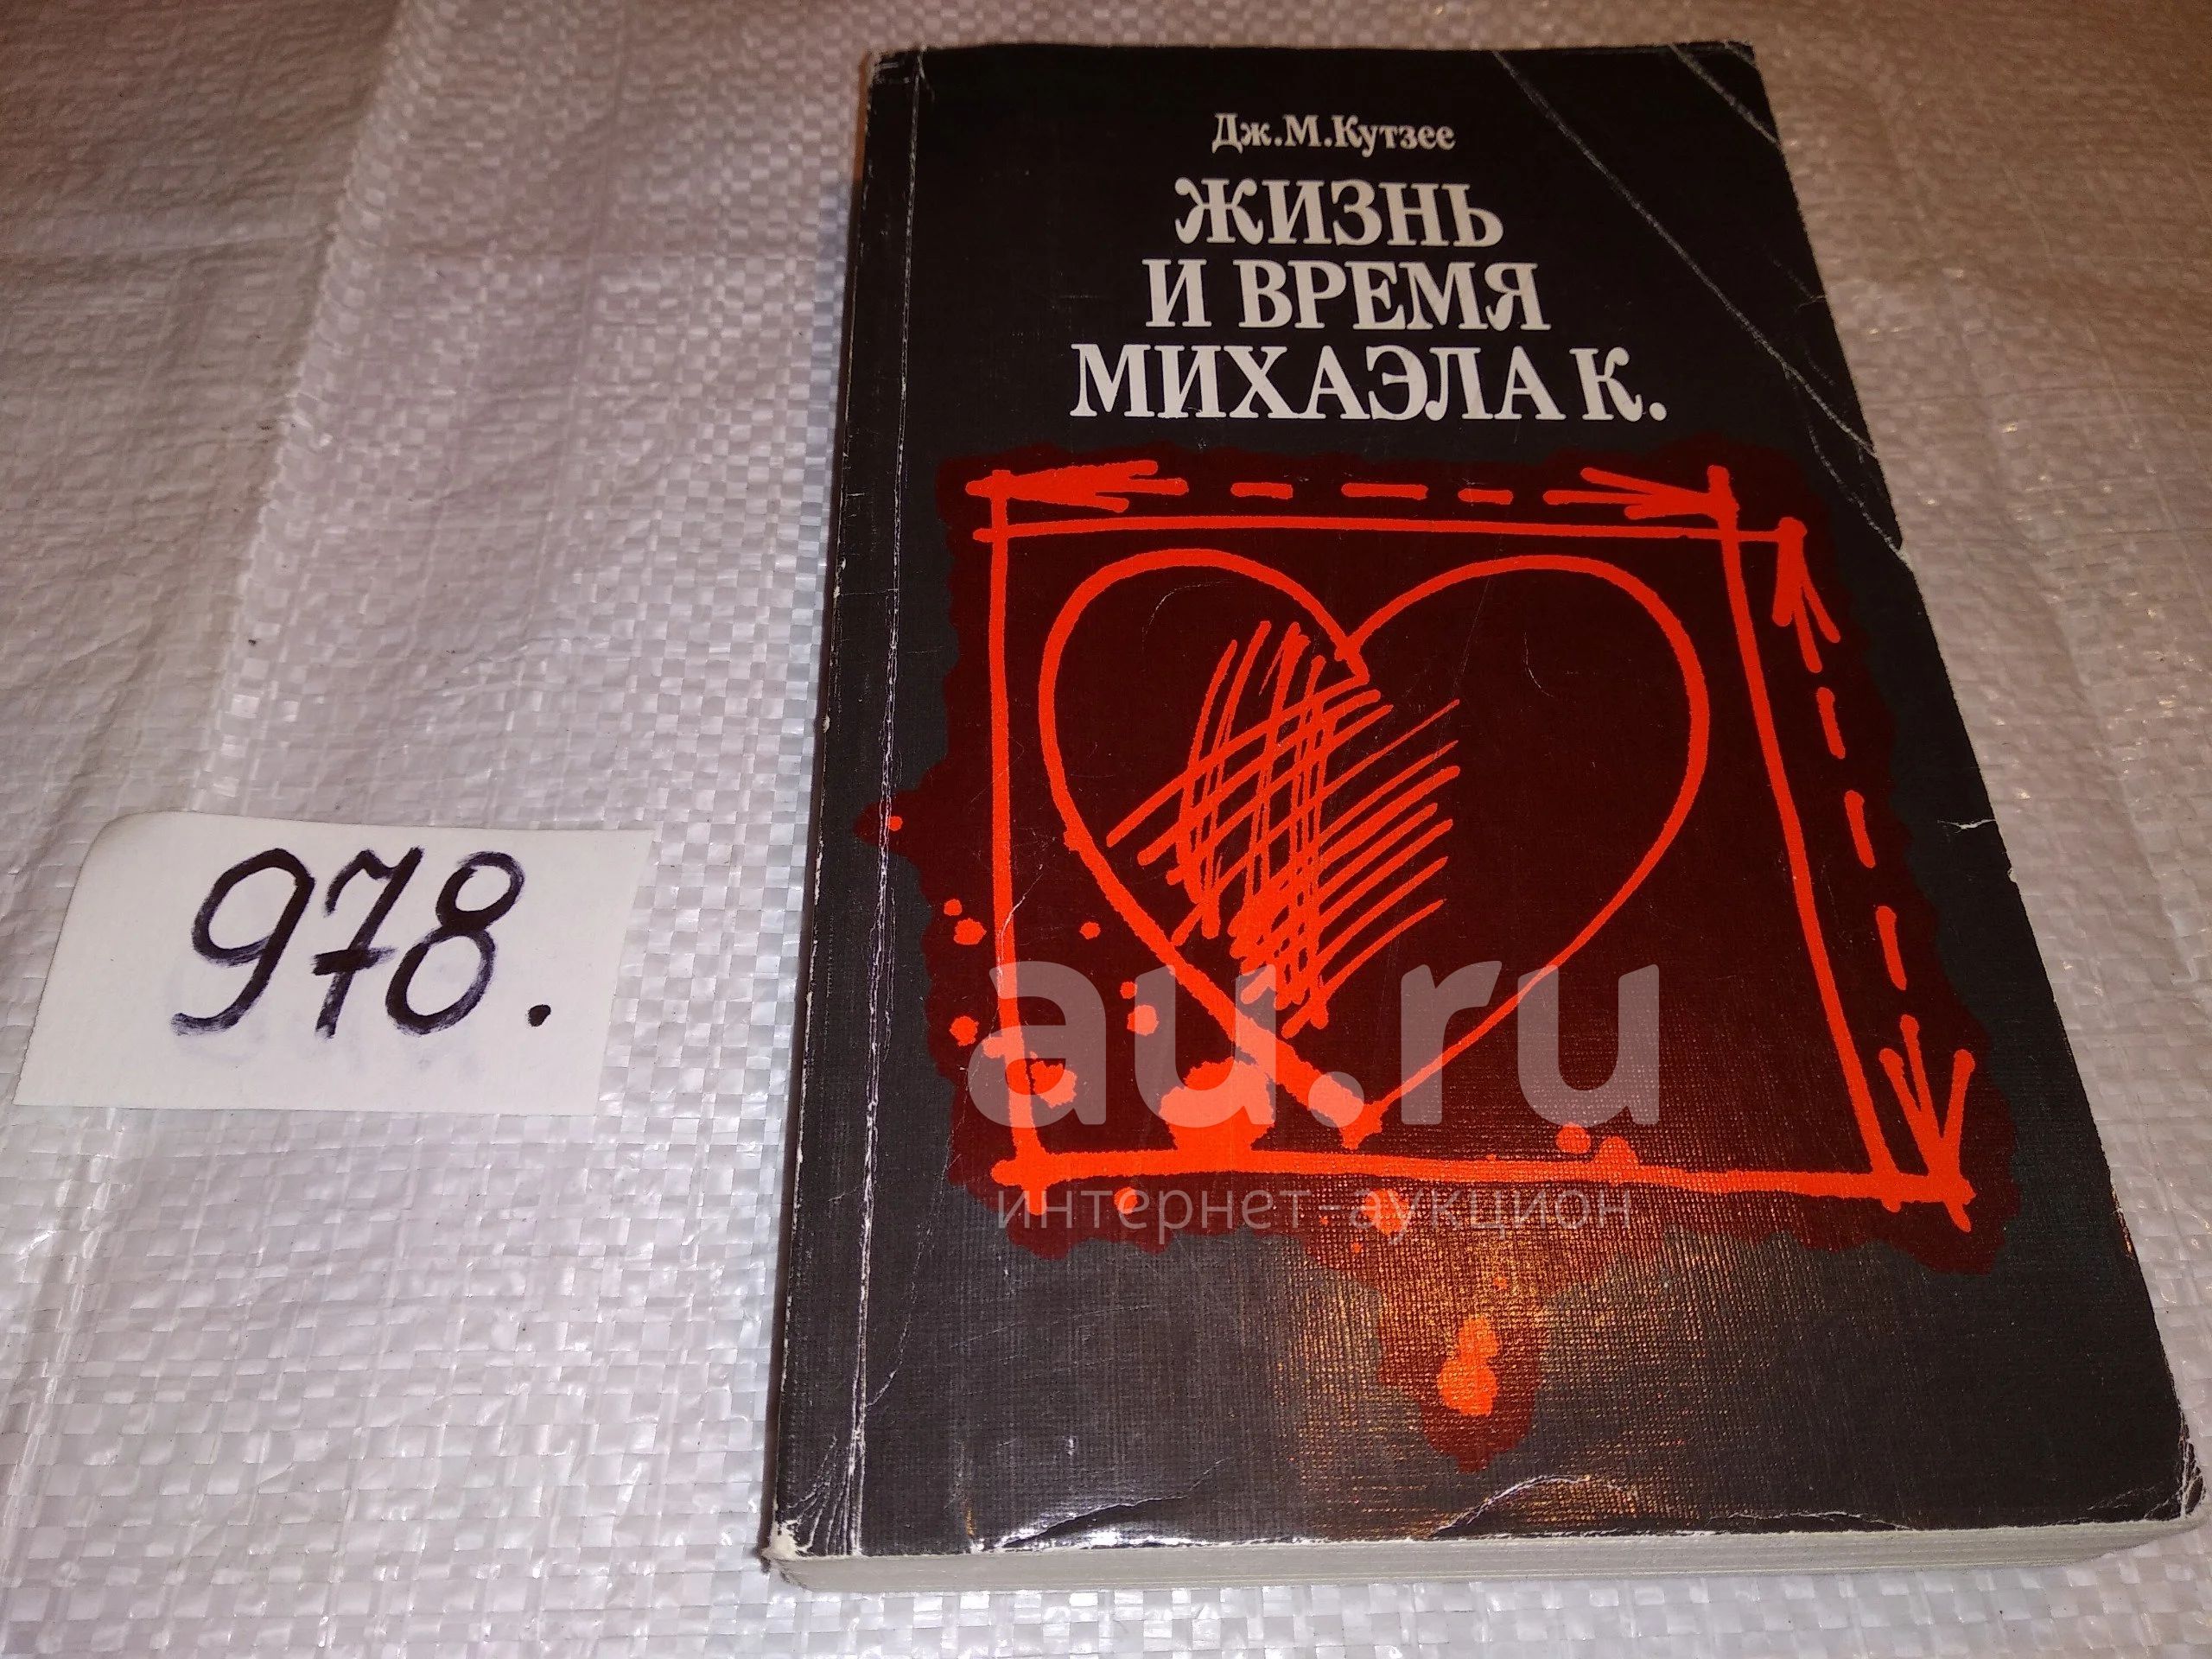 Дж.М.Кутзее
ЖИЗНЬ
И ВРЕМЯ
МИХАЭЛА К.
978.
au.ru
интернет-аукцион